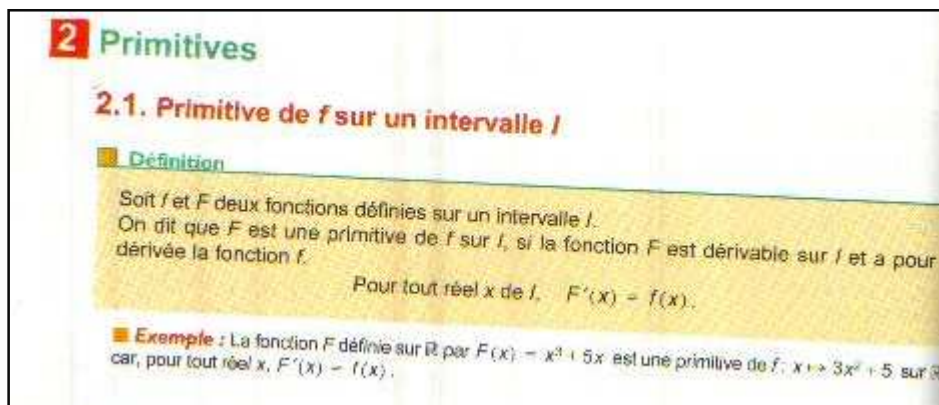 2 Primitives
2.1. Primitive de f sur un intervalle I
Définition
Soit f et F deux fonctions définies sur un intervalle I.
On dit que F est une primitive de f sur I, si la fonction F est dérivable sur I et a pour
dérivée la fonction f.
Pour tout réel x de I, F′(x) = f(x).
Exemple : La fonction F définie sur ℝ par F(x) = x³ + 5x est une primitive de f : x ↦ 3x² + 5 sur ℝ
car, pour tout réel x, F′(x) = f(x).